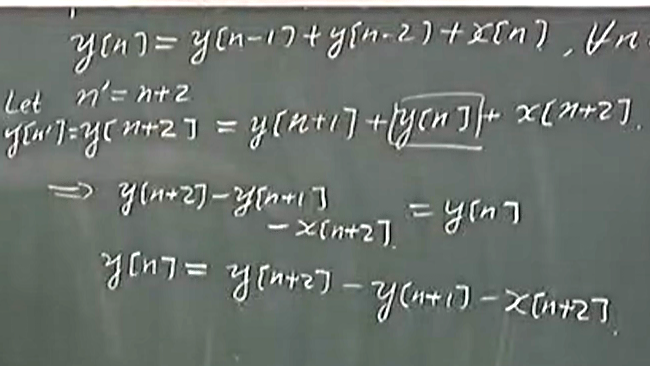 y[n] = y[n-1] + y[n-2] + x[n], ∀n
Let n' = n+2
y[n'] = y[n+2] = y[n+1] + y[n] + x[n+2].
⇒ y[n+2] - y[n+1]
- x[n+2]. = y[n]
y[n] = y[n+2] - y[n+1] - x[n+2].